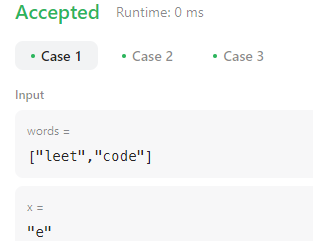 Accepted Runtime: 0 ms
Case 1 Case 2 Case 3
Input
words =
["leet","code"]
x =
"e"